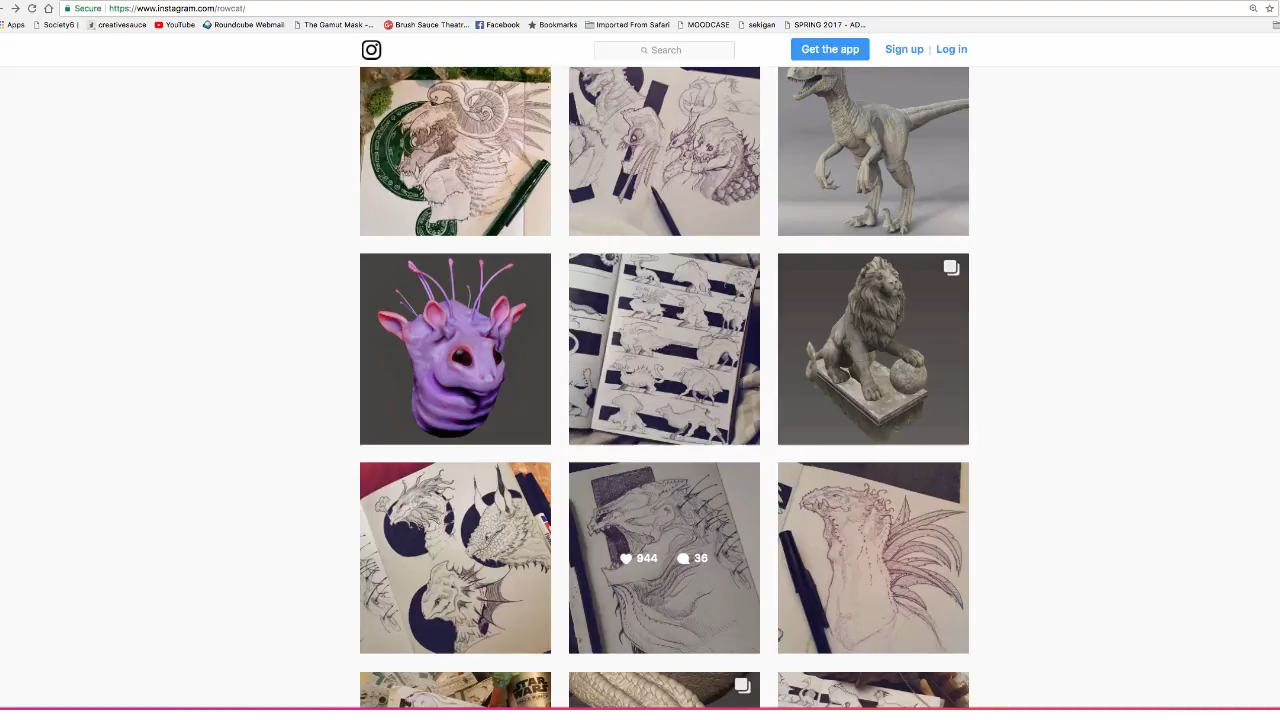 Secure https://www.instagram.com/rowcat/
Apps Society6 | creativesauce YouTube Roundcube Webmail The Gamut Mask -... Brush Sauce Theatr... Facebook Bookmarks Imported From Safari MOODCASE sekigan SPRING 2017 - AD...
Search Get the app Sign up | Log in
944 36
STAR
WARS